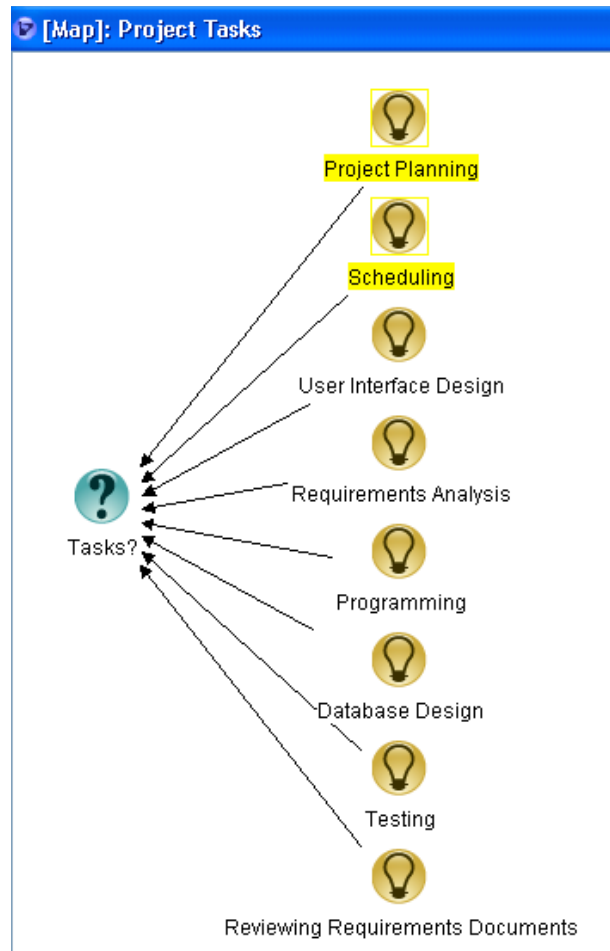 [Map]: Project Tasks
Project Planning
Scheduling
User Interface Design
Requirements Analysis
?
Tasks?
Programming
Database Design
Testing
Reviewing Requirements Documents